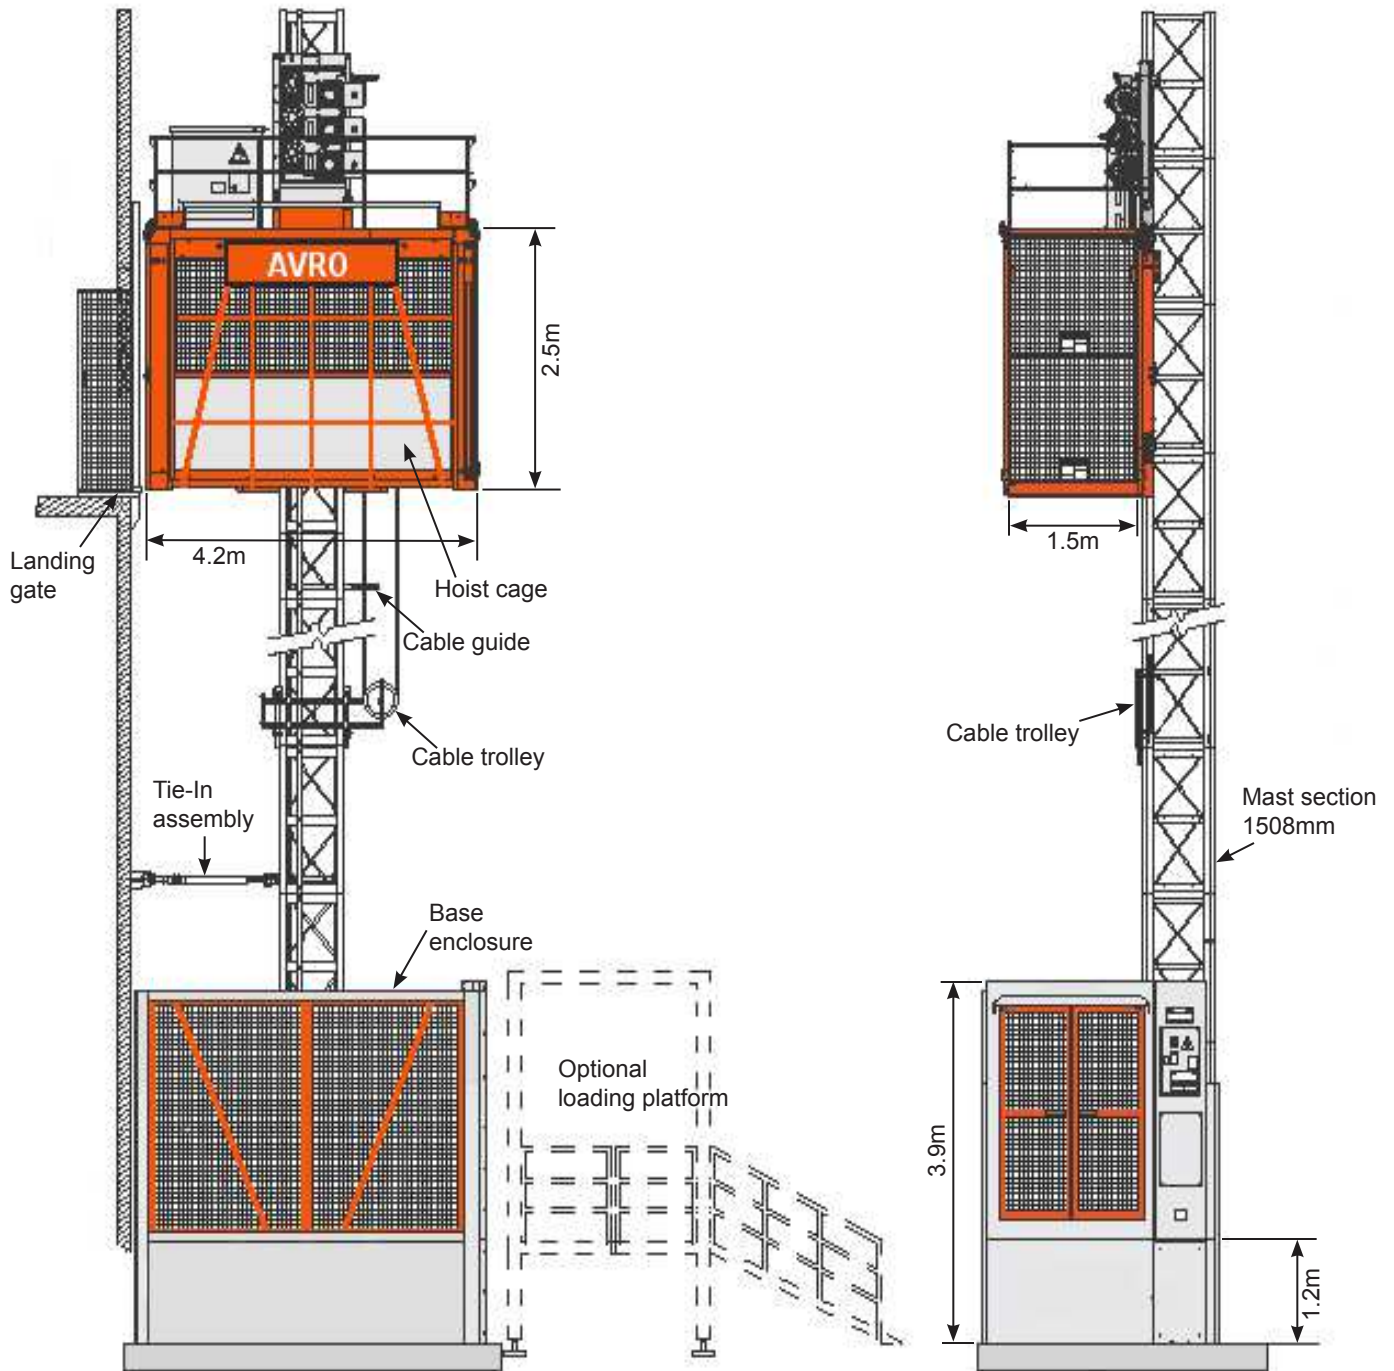 AVRO
2.5m
4.2m
Landing
gate
Hoist cage
Cable guide
Cable trolley
Tie-In
assembly
Base
enclosure
Optional
loading platform
1.5m
Cable trolley
Mast section
1508mm
3.9m
1.2m